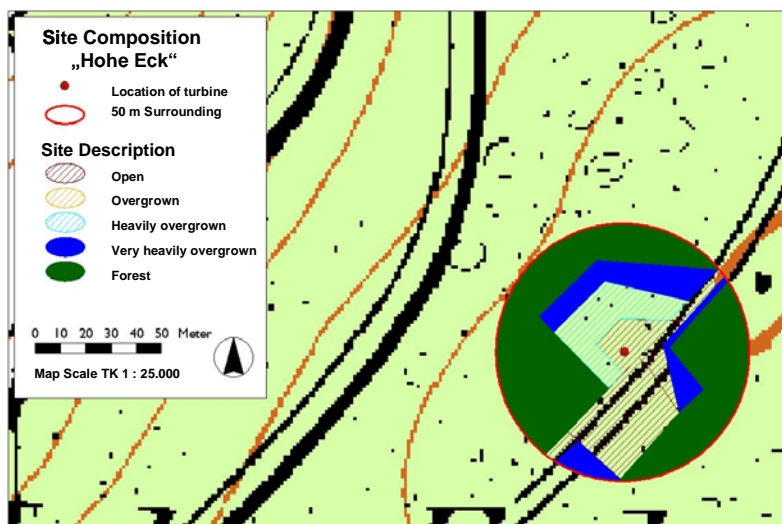 Site Composition
„Hohe Eck“
Location of turbine
50 m Surrounding
Site Description
Open
Overgrown
Heavily overgrown
Very heavily overgrown
Forest
0 10 20 30 40 50 Meter
Map Scale TK 1 : 25.000